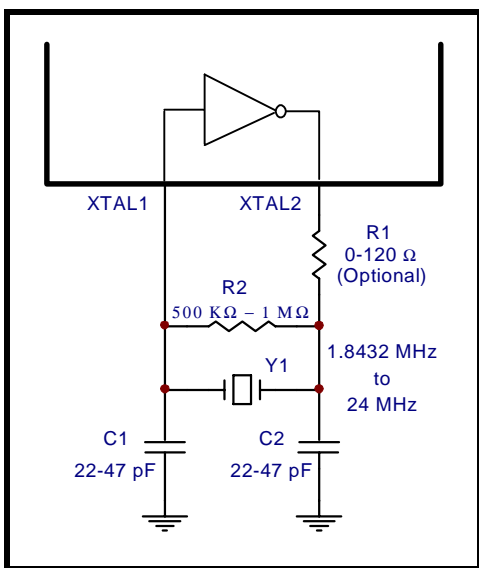 XTAL1
XTAL2
R1
0-120 Ω
(Optional)
R2
500 KΩ – 1 MΩ
Y1
1.8432 MHz
to
24 MHz
C1
22-47 pF
C2
22-47 pF